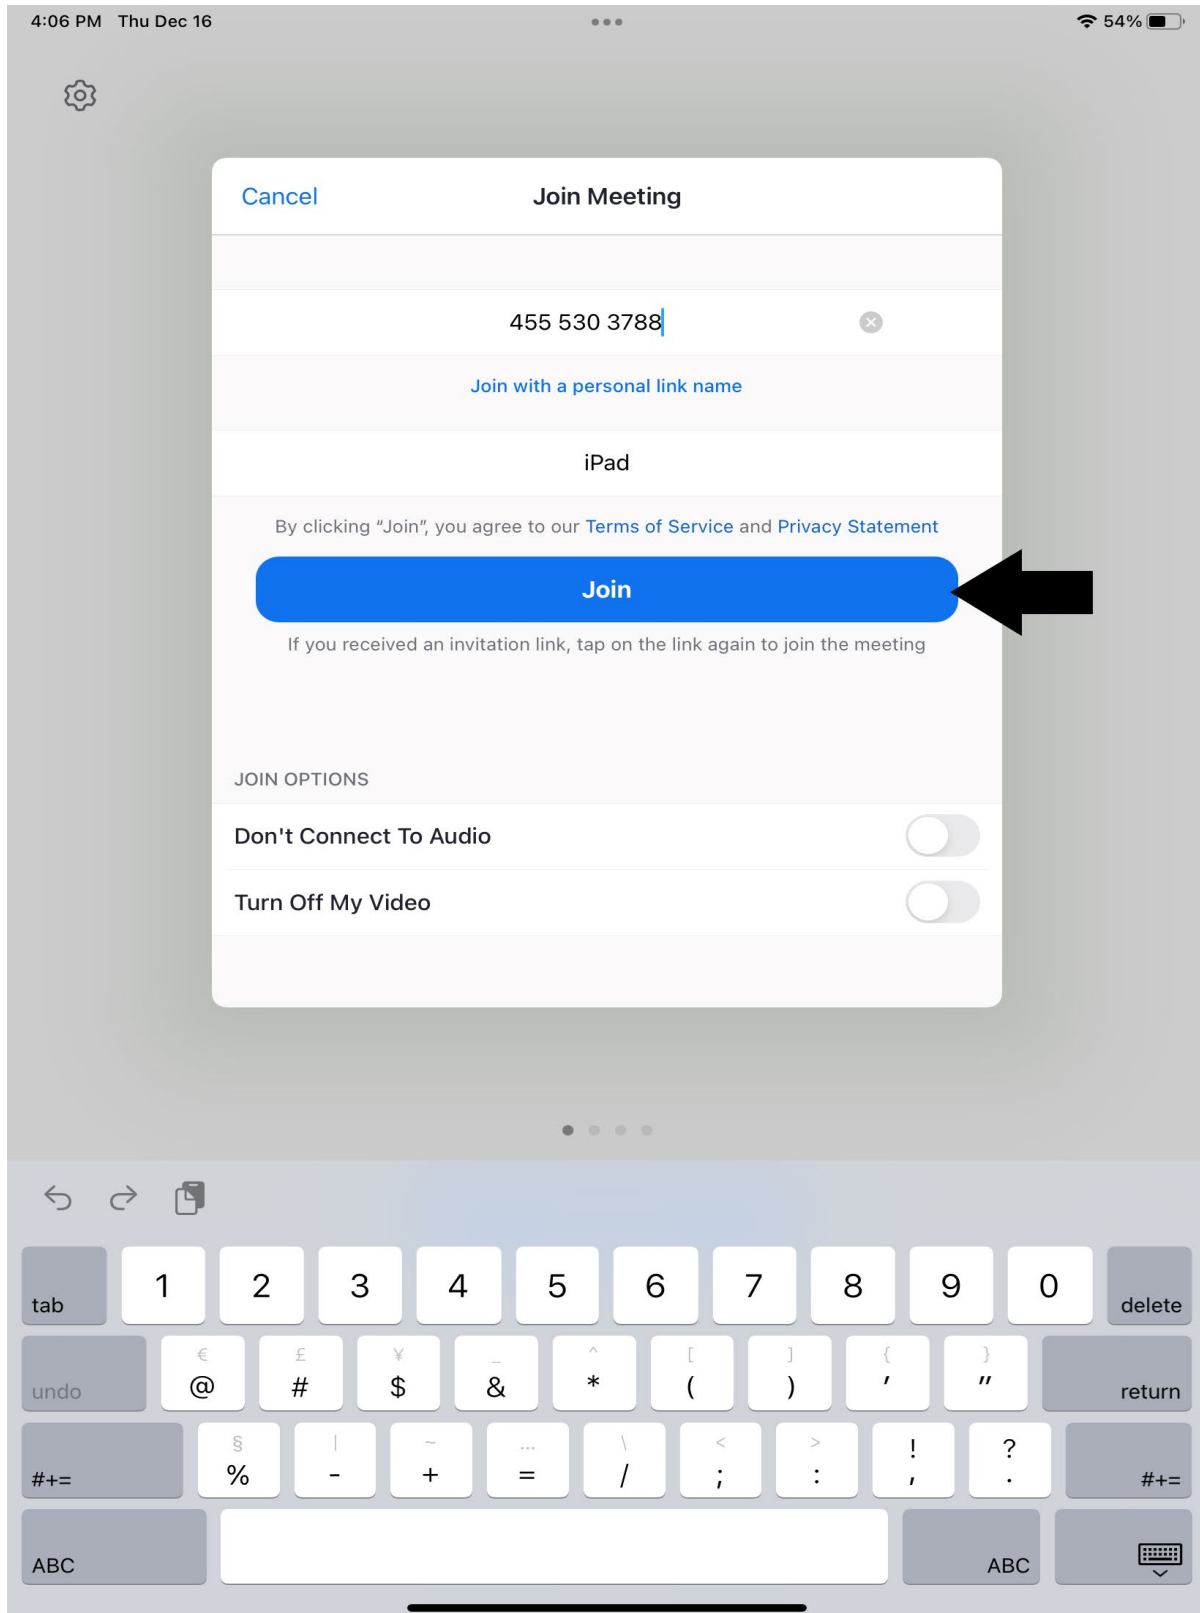 4:06 PM Thu Dec 16
54%
Cancel
Join Meeting
455 530 3788
Join with a personal link name
iPad
By clicking “Join”, you agree to our Terms of Service and Privacy Statement
Join
If you received an invitation link, tap on the link again to join the meeting
JOIN OPTIONS
Don't Connect To Audio
Turn Off My Video
tab 1 2 3 4 5 6 7 8 9 0 delete
€ £ ¥ _ ^ [ ] { }
undo @ # $ & * ( ) ' " return
§ | ~ … \ < > ! ?
#+= % - + = / ; : , . #+=
ABC ABC